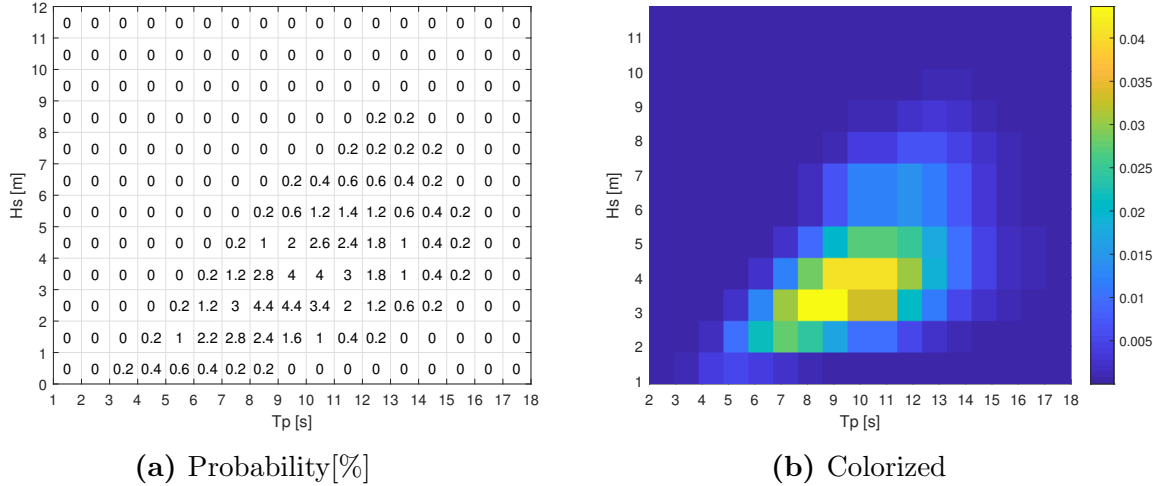 12
0 0 0 0 0 0 0 0 0 0 0 0 0 0 0 0 0
11
0 0 0 0 0 0 0 0 0 0 0 0 0 0 0 0 0
10
0 0 0 0 0 0 0 0 0 0 0 0 0 0 0 0 0
9
0 0 0 0 0 0 0 0 0 0 0 0.2 0.2 0 0 0 0
8
0 0 0 0 0 0 0 0 0 0 0.2 0.2 0.2 0.2 0 0 0
7
0 0 0 0 0 0 0 0 0.2 0.4 0.6 0.6 0.4 0.2 0 0 0
6
0 0 0 0 0 0 0 0.2 0.6 1.2 1.4 1.2 0.6 0.4 0.2 0 0
5
0 0 0 0 0 0 0.2 1 2 2.6 2.4 1.8 1 0.4 0.2 0 0
4
0 0 0 0 0 0.2 1.2 2.8 4 4 3 1.8 1 0.4 0.2 0 0
3
0 0 0 0 0.2 1.2 3 4.4 4.4 3.4 2 1.2 0.6 0.2 0 0 0
2
0 0 0 0.2 1 2.2 2.8 2.4 1.6 1 0.4 0.2 0 0 0 0 0
1
0 0 0.2 0.4 0.6 0.4 0.2 0.2 0 0 0 0 0 0 0 0 0
0
1 2 3 4 5 6 7 8 9 10 11 12 13 14 15 16 17 18
Hs [m]
Tp [s]
(a) Probability[%]
11
10
9
8
7
6
5
4
3
2
1
2 3 4 5 6 7 8 9 10 11 12 13 14 15 16 17 18
Hs [m]
Tp [s]
0.04
0.035
0.03
0.025
0.02
0.015
0.01
0.005
(b) Colorized